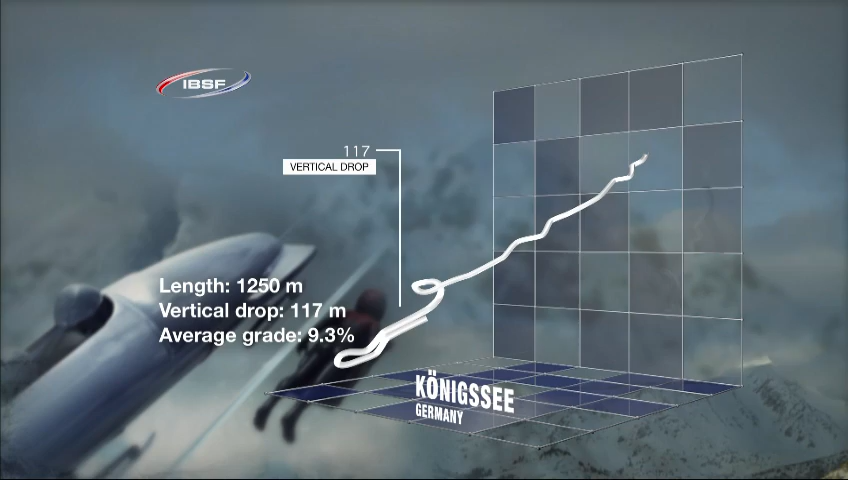 IBSF
117
VERTICAL DROP
Length: 1250 m
Vertical drop: 117 m
Average grade: 9.3%
KÖNIGSSEE
GERMANY